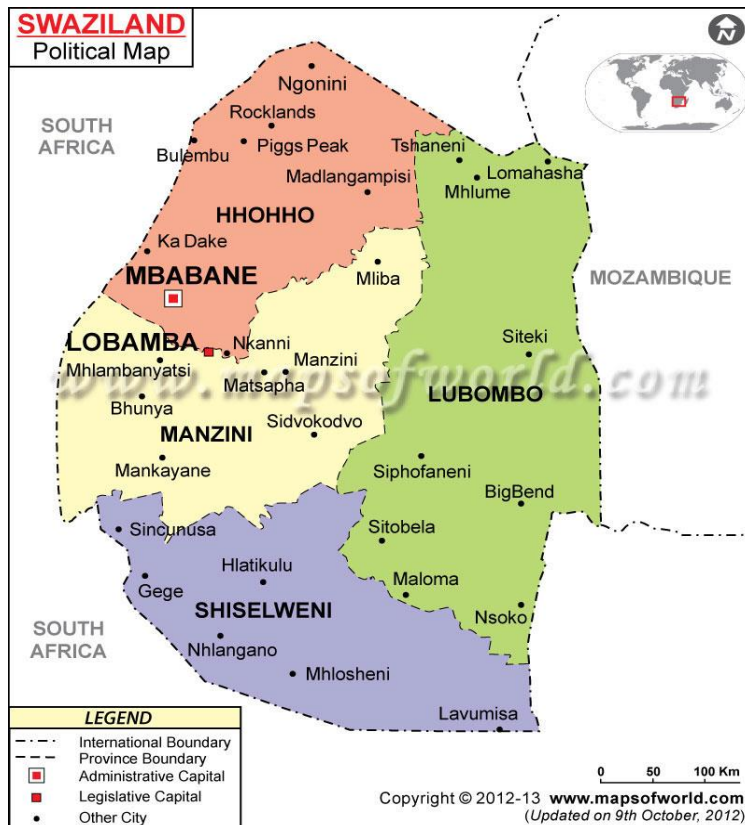 SWAZILAND
Political Map
N
Ngonini
Rocklands
SOUTH
AFRICA
Bulembu
Piggs Peak
Tshaneni
Lomahasha
Mhlume
Madlangampisi
HHOHHO
Ka Dake
MBABANE
Mliba
MOZAMBIQUE
LOBAMBA
Nkanni
Siteki
Mhlambanyatsi
Manzini
www.mapsofworld.com
Matsapha
LUBOMBO
Bhunya
Sidvokodvo
MANZINI
Mankayane
Siphofaneni
BigBend
Sincunusa
Sitobela
Hlatikulu
Gege
Maloma
SHISELWENI
Nsoko
SOUTH
AFRICA
Nhlangano
Mhlosheni
Lavumisa
LEGEND
International Boundary
Province Boundary
Administrative Capital
Legislative Capital
Other City
0 50 100 Km
Copyright © 2012-13 www.mapsofworld.com
(Updated on 9th October, 2012)